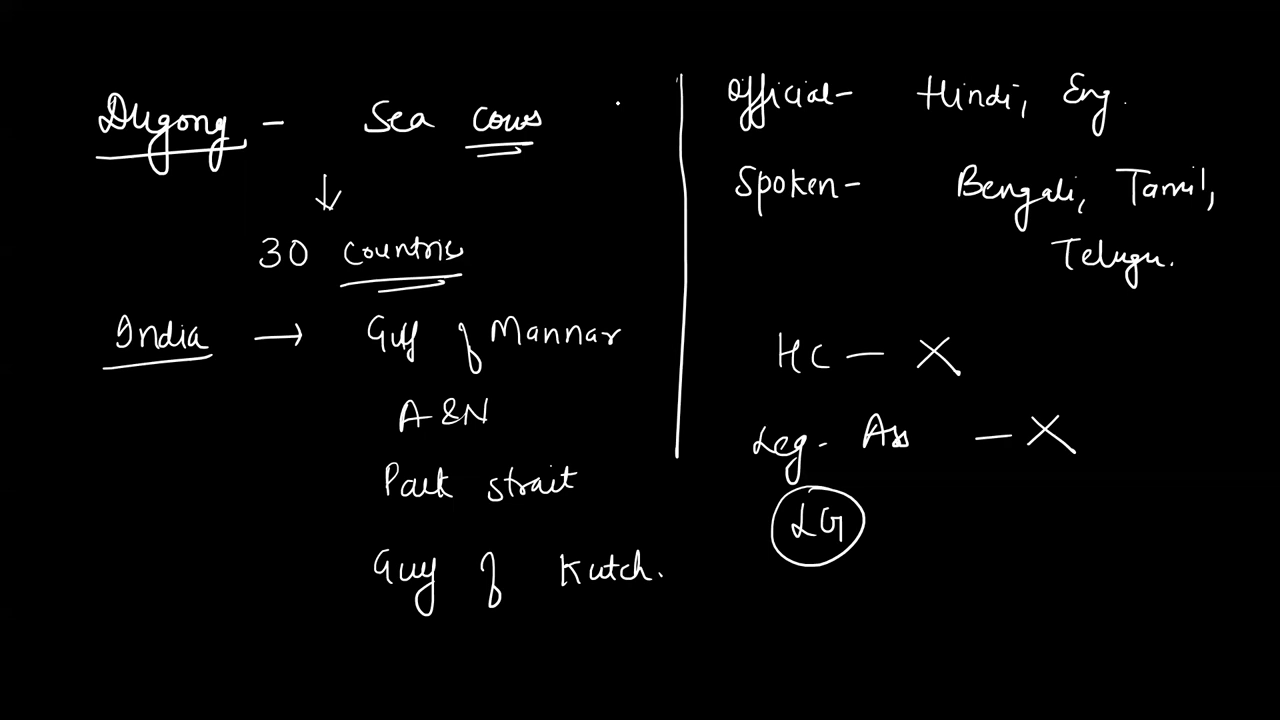 Dugong - Sea cows
↓
30 countries
India → Gulf of Mannar
A&N
Palk strait
Gulf of Kutch.
Official - Hindi, Eng.
Spoken - Bengali, Tamil,
Telugu.
HC - X
Leg. Ass - X
LG